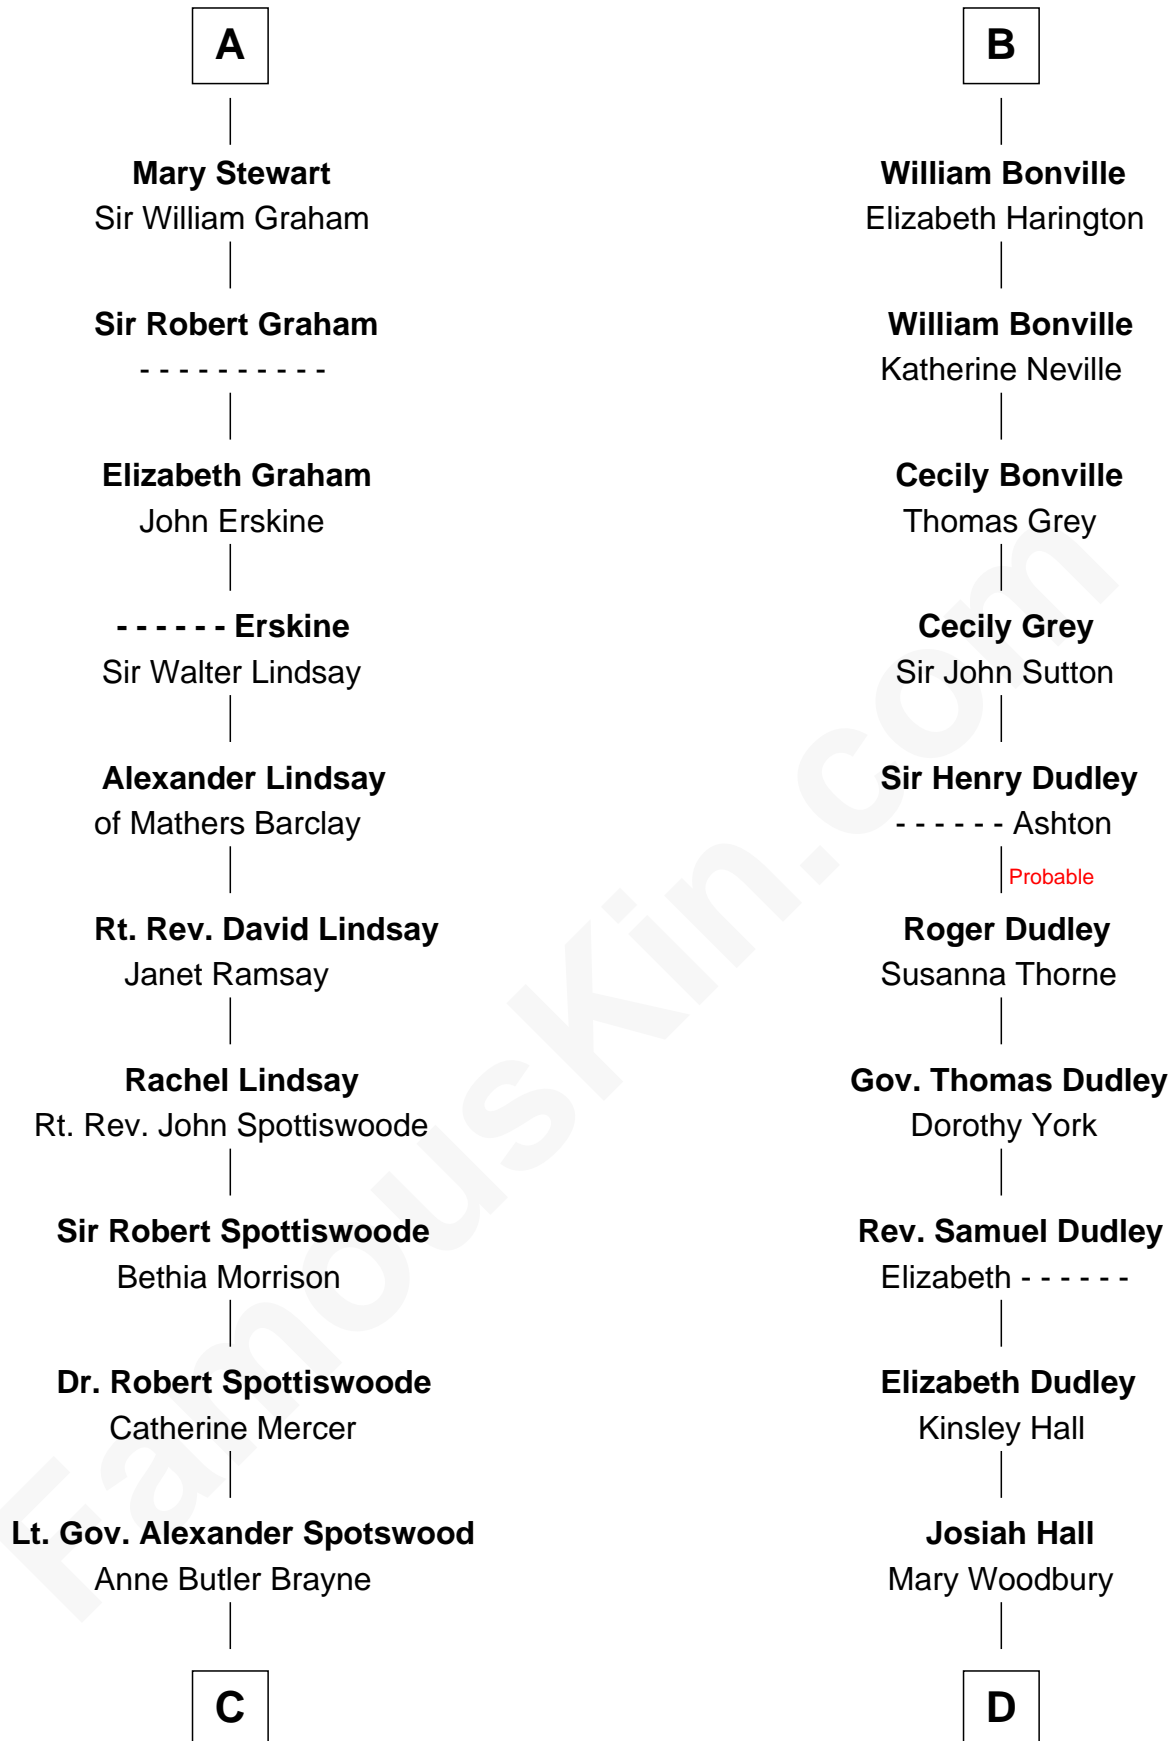 A
Mary Stewart
Sir William Graham
Sir Robert Graham
- - - - - - - - - -
Elizabeth Graham
John Erskine
- - - - - - Erskine
Sir Walter Lindsay
Alexander Lindsay
of Mathers Barclay
Rt. Rev. David Lindsay
Janet Ramsay
Rachel Lindsay
Rt. Rev. John Spottiswoode
Sir Robert Spottiswoode
Bethia Morrison
Dr. Robert Spottiswoode
Catherine Mercer
Lt. Gov. Alexander Spotswood
Anne Butler Brayne
C
B
William Bonville
Elizabeth Harington
William Bonville
Katherine Neville
Cecily Bonville
Thomas Grey
Cecily Grey
Sir John Sutton
Sir Henry Dudley
- - - - - - Ashton
Probable
Roger Dudley
Susanna Thorne
Gov. Thomas Dudley
Dorothy York
Rev. Samuel Dudley
Elizabeth - - - - - -
Elizabeth Dudley
Kinsley Hall
Josiah Hall
Mary Woodbury
D
FamousKin.com